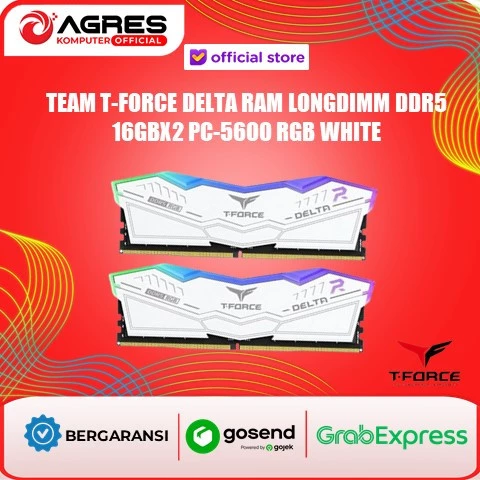 AGRES
KOMPUTER OFFICIAL
official store
TEAM T-FORCE DELTA RAM LONGDIMM DDR5
16GBX2 PC-5600 RGB WHITE
T-FORCE
DELTA
T-FORCE
DELTA
T-FORCE
BERGARANSI
gosend
Powered by gojek
GrabExpress